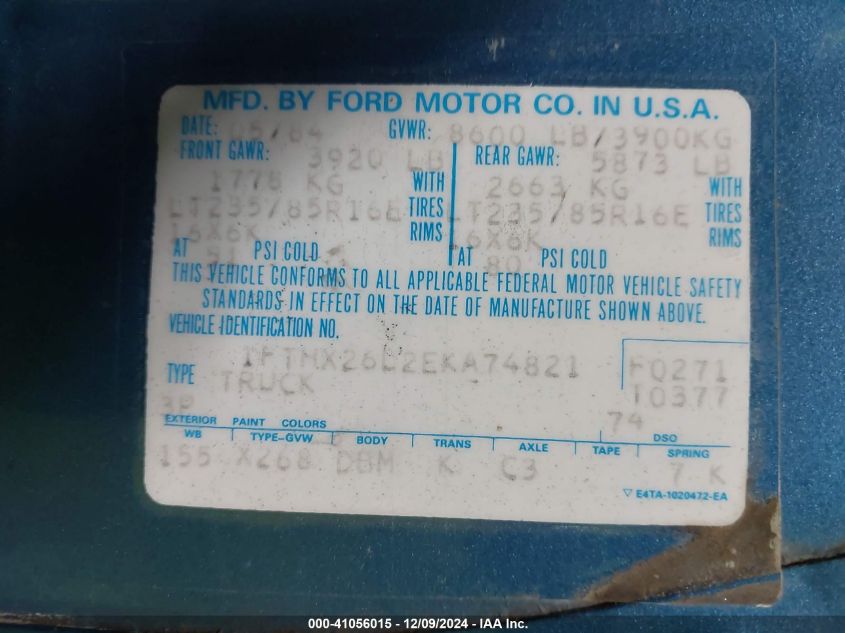 MFD. BY FORD MOTOR CO. IN U.S.A.
DATE: 05/84 GVWR: 8600 LB/3900KG
FRONT GAWR: 3920 LB REAR GAWR: 5873 LB
1778 KG WITH 2663 KG WITH
LT235/85R16E TIRES LT235/85R16E TIRES
16X6K RIMS 16X6K RIMS
AT 51 PSI COLD AT 80 PSI COLD
THIS VEHICLE CONFORMS TO ALL APPLICABLE FEDERAL MOTOR VEHICLE SAFETY
STANDARDS IN EFFECT ON THE DATE OF MANUFACTURE SHOWN ABOVE.
VEHICLE IDENTIFICATION NO.
1FTHX26L2EKA74821 F0271
TYPE TRUCK T0377
74
EXTERIOR PAINT COLORS DSO
WB TYPE-GVW BODY TRANS AXLE TAPE SPRING
155 X268 DBM K C3 7 K
▽ E4TA-1020472-EA
000-41056015 - 12/09/2024 - IAA Inc.